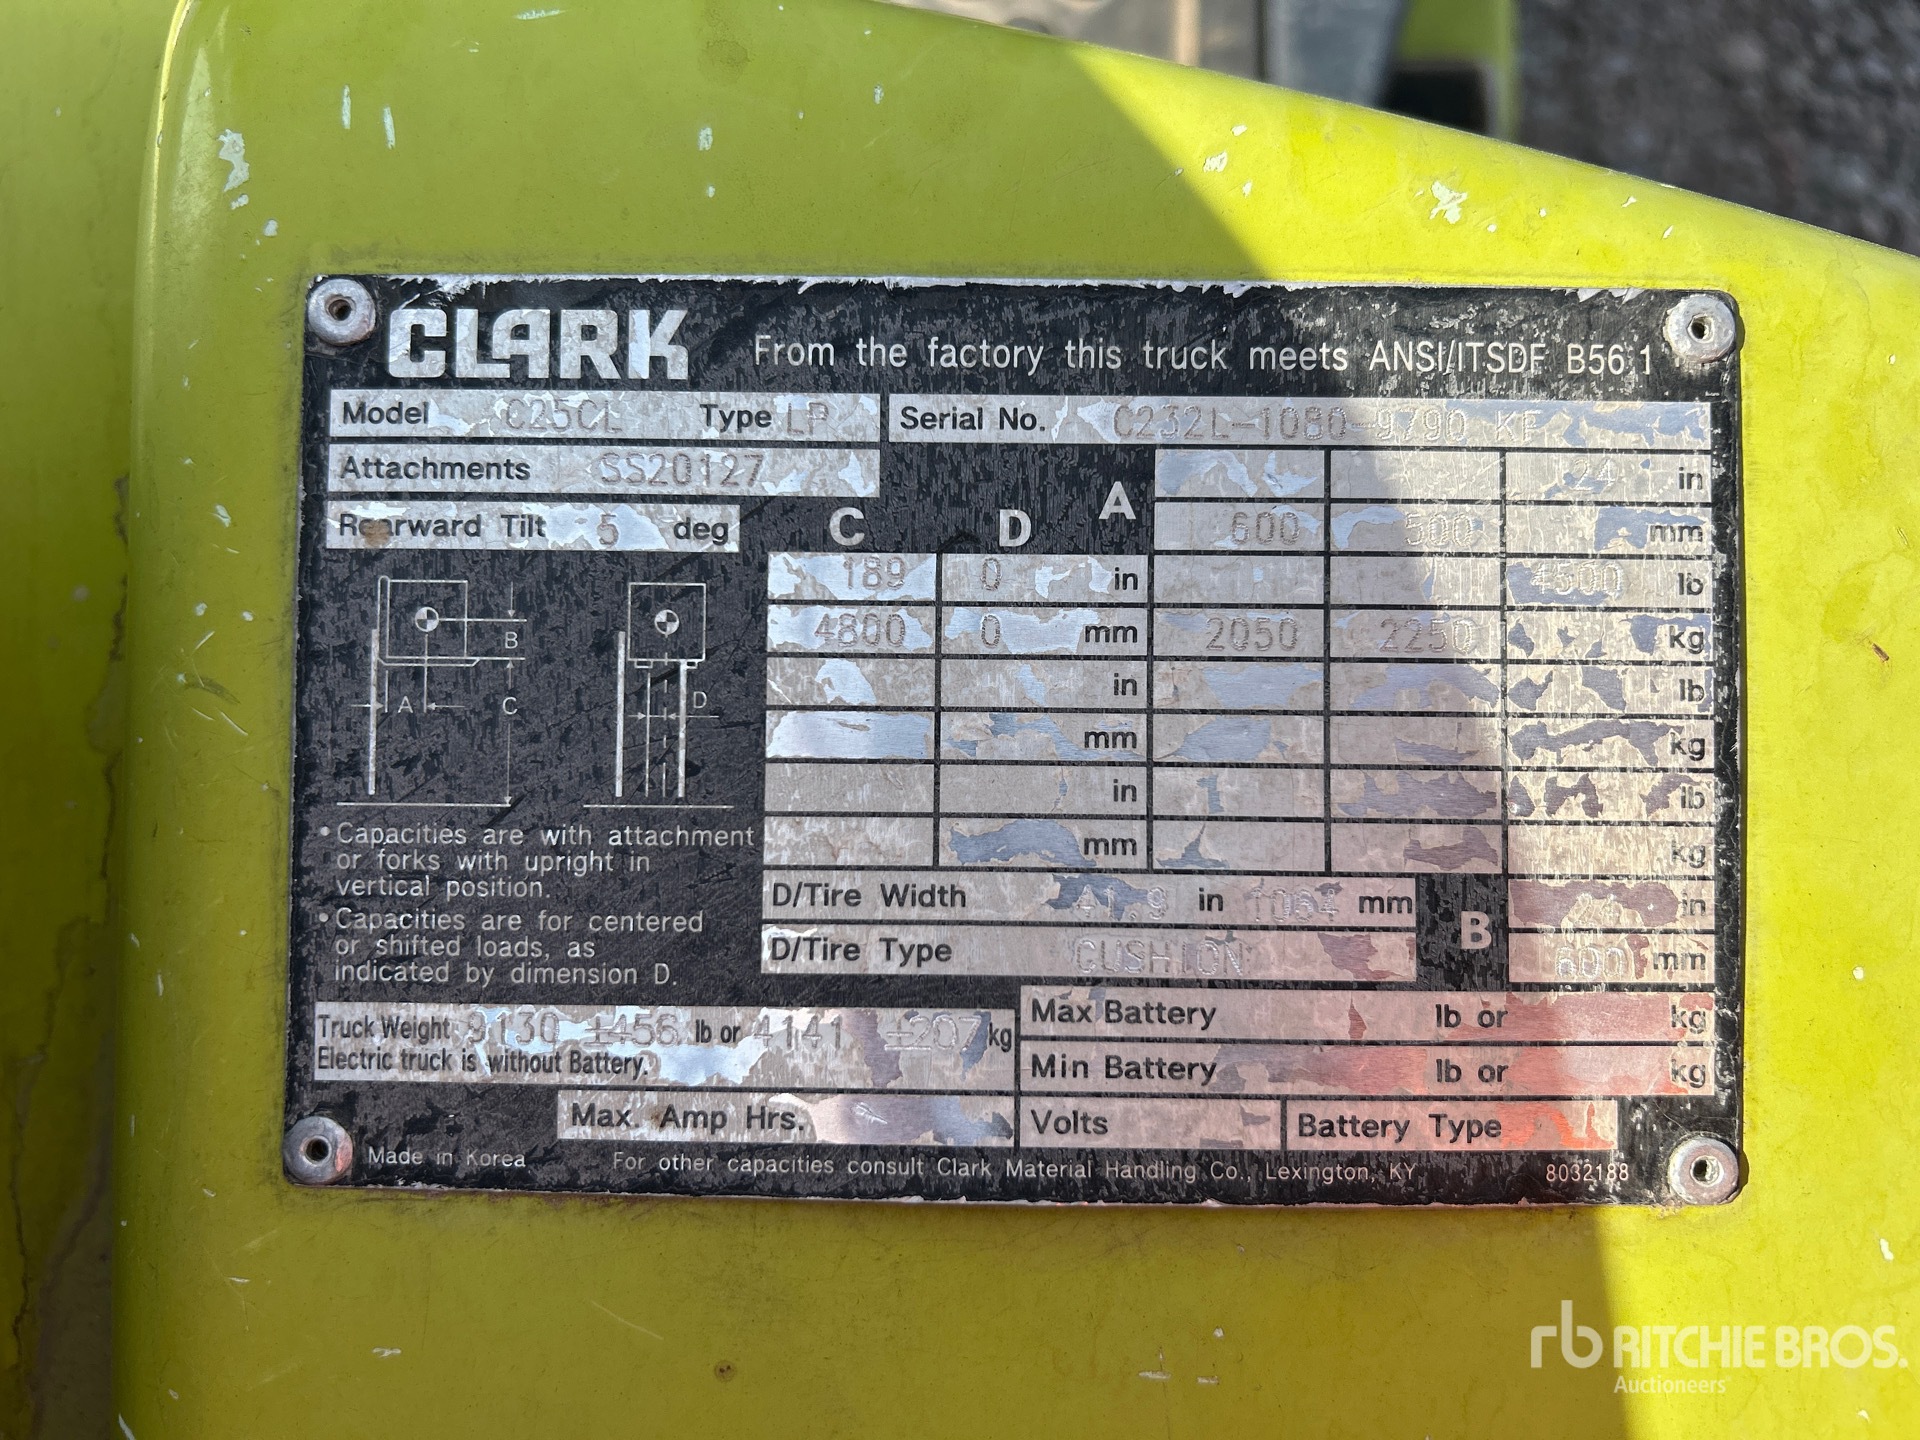 CLARK From the factory this truck meets ANSI/ITSDF B56.1
Model C25CL Type LP Serial No. C232L-1080-9790 KF
Attachments SS20127
24 in
Rearward Tilt 5 deg
C D A
600 500 mm
189 0 in 4500 lb
4800 0 mm 2050 2250 kg
in lb
mm kg
in lb
mm kg
B
A C D
• Capacities are with attachment
or forks with upright in
vertical position.
• Capacities are for centered
or shifted loads, as
indicated by dimension D.
D/Tire Width 41.9 in 1064 mm
D/Tire Type CUSHION
B
24 in
600 mm
Truck Weight 9130 ±456 lb or 4141 ±207 kg
Electric truck is without Battery.
Max Battery lb or kg
Min Battery lb or kg
Max. Amp Hrs. Volts Battery Type
Made in Korea For other capacities consult Clark Material Handling Co., Lexington, KY 8032188
rb RITCHIE BROS.
Auctioneers